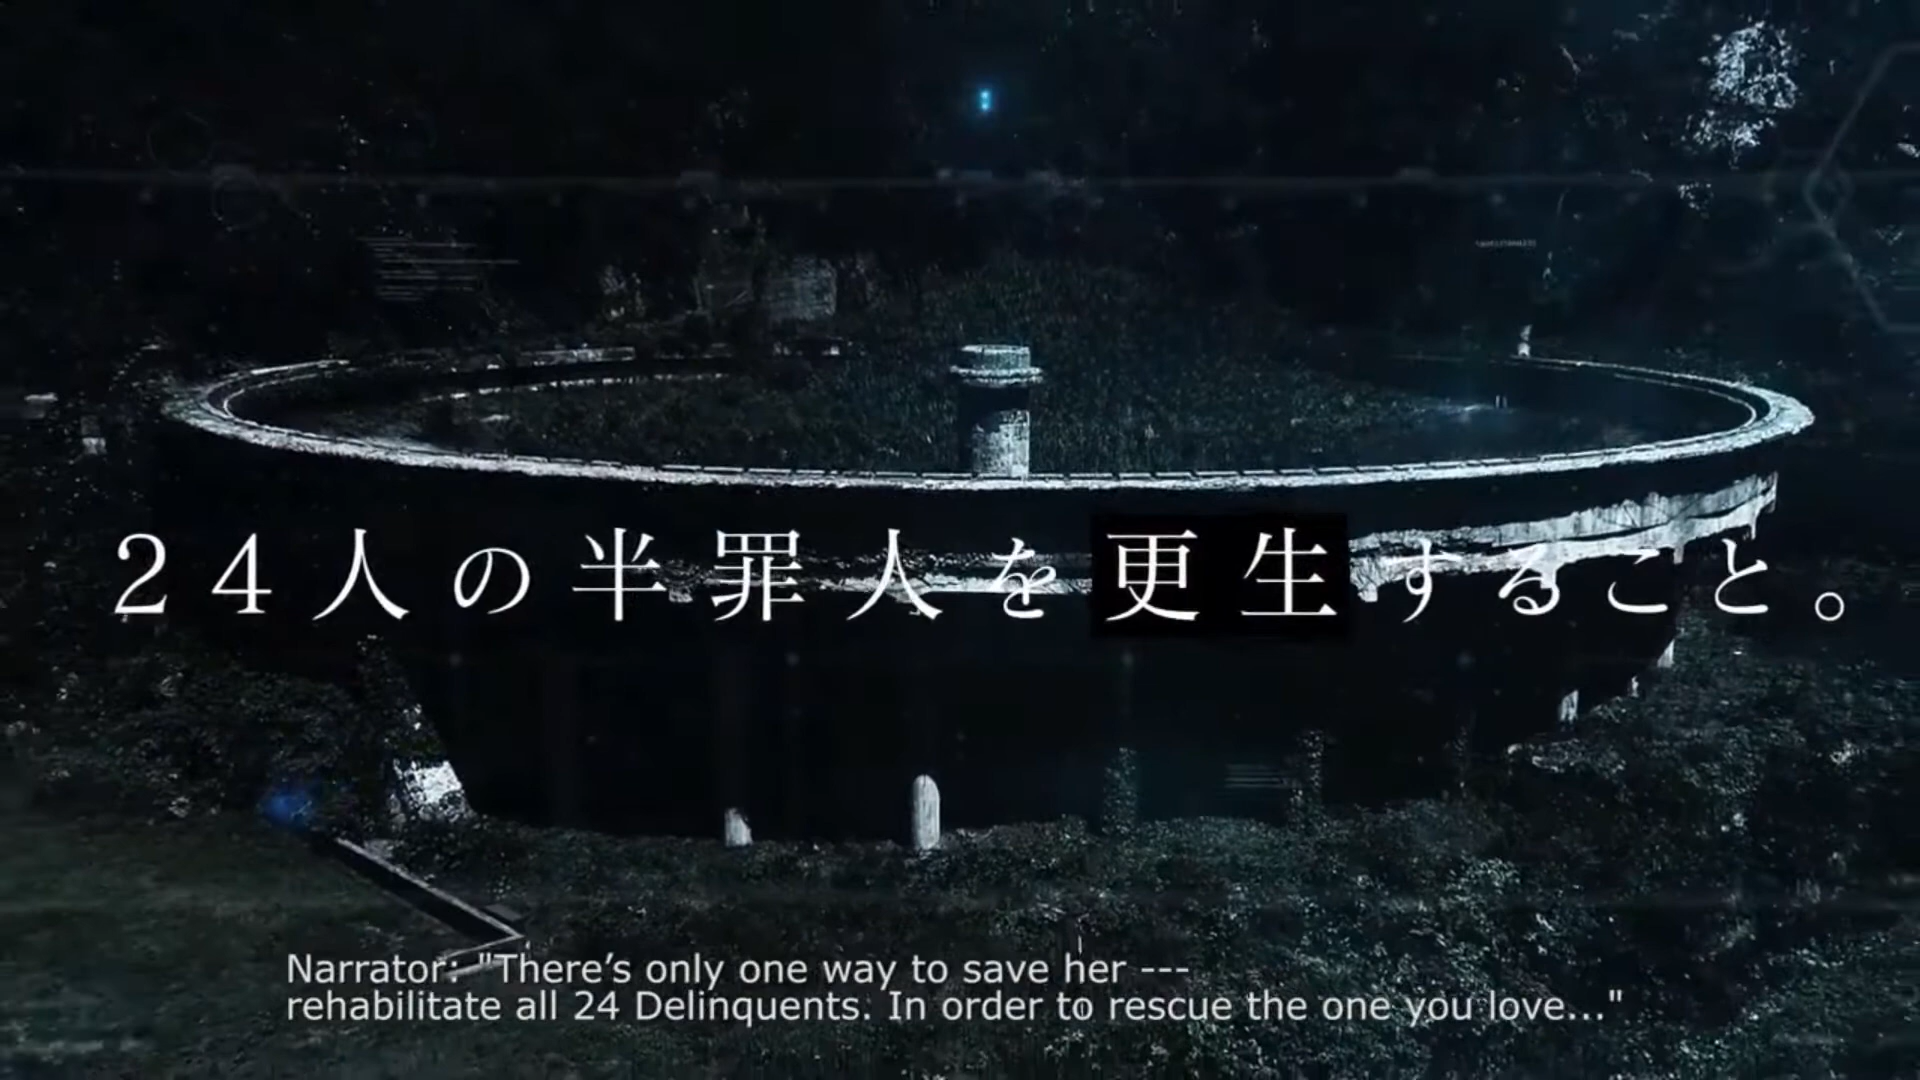 24人の半罪人を更生すること。
Narrator: "There’s only one way to save her ---
rehabilitate all 24 Delinquents. In order to rescue the one you love..."